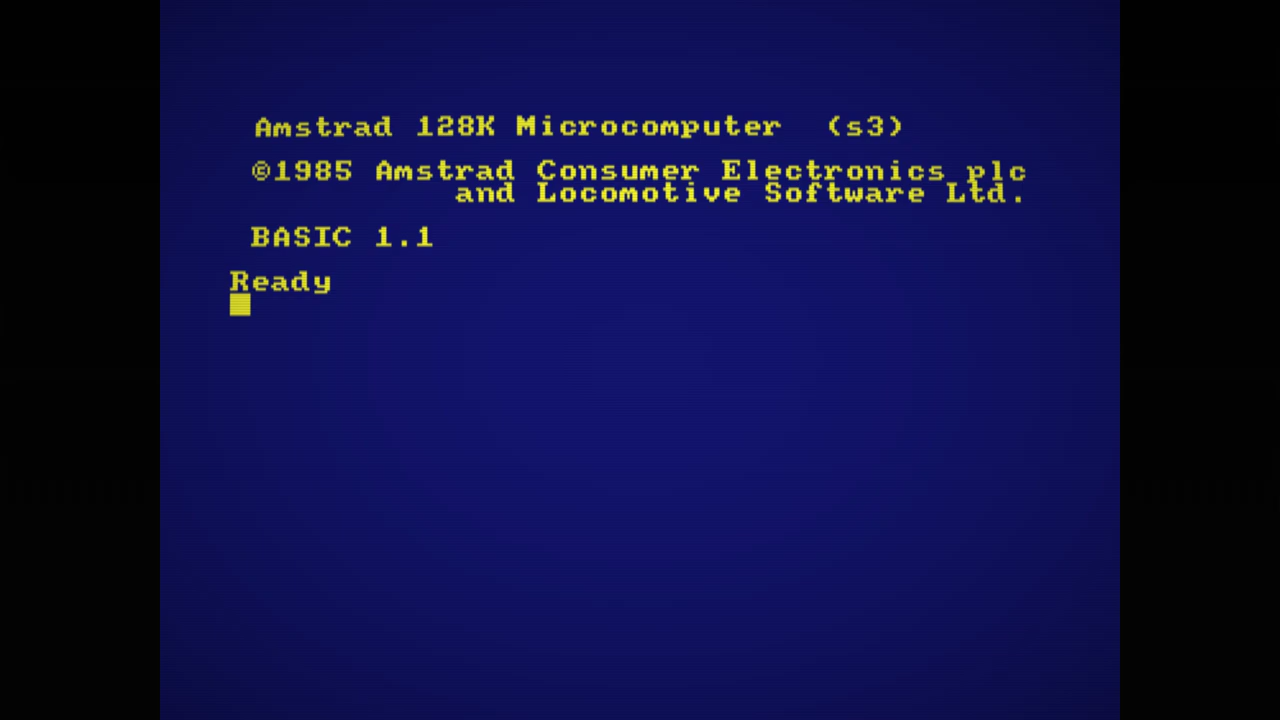 Amstrad 128K Microcomputer (s3)
©1985 Amstrad Consumer Electronics plc
and Locomotive Software Ltd.
BASIC 1.1
Ready